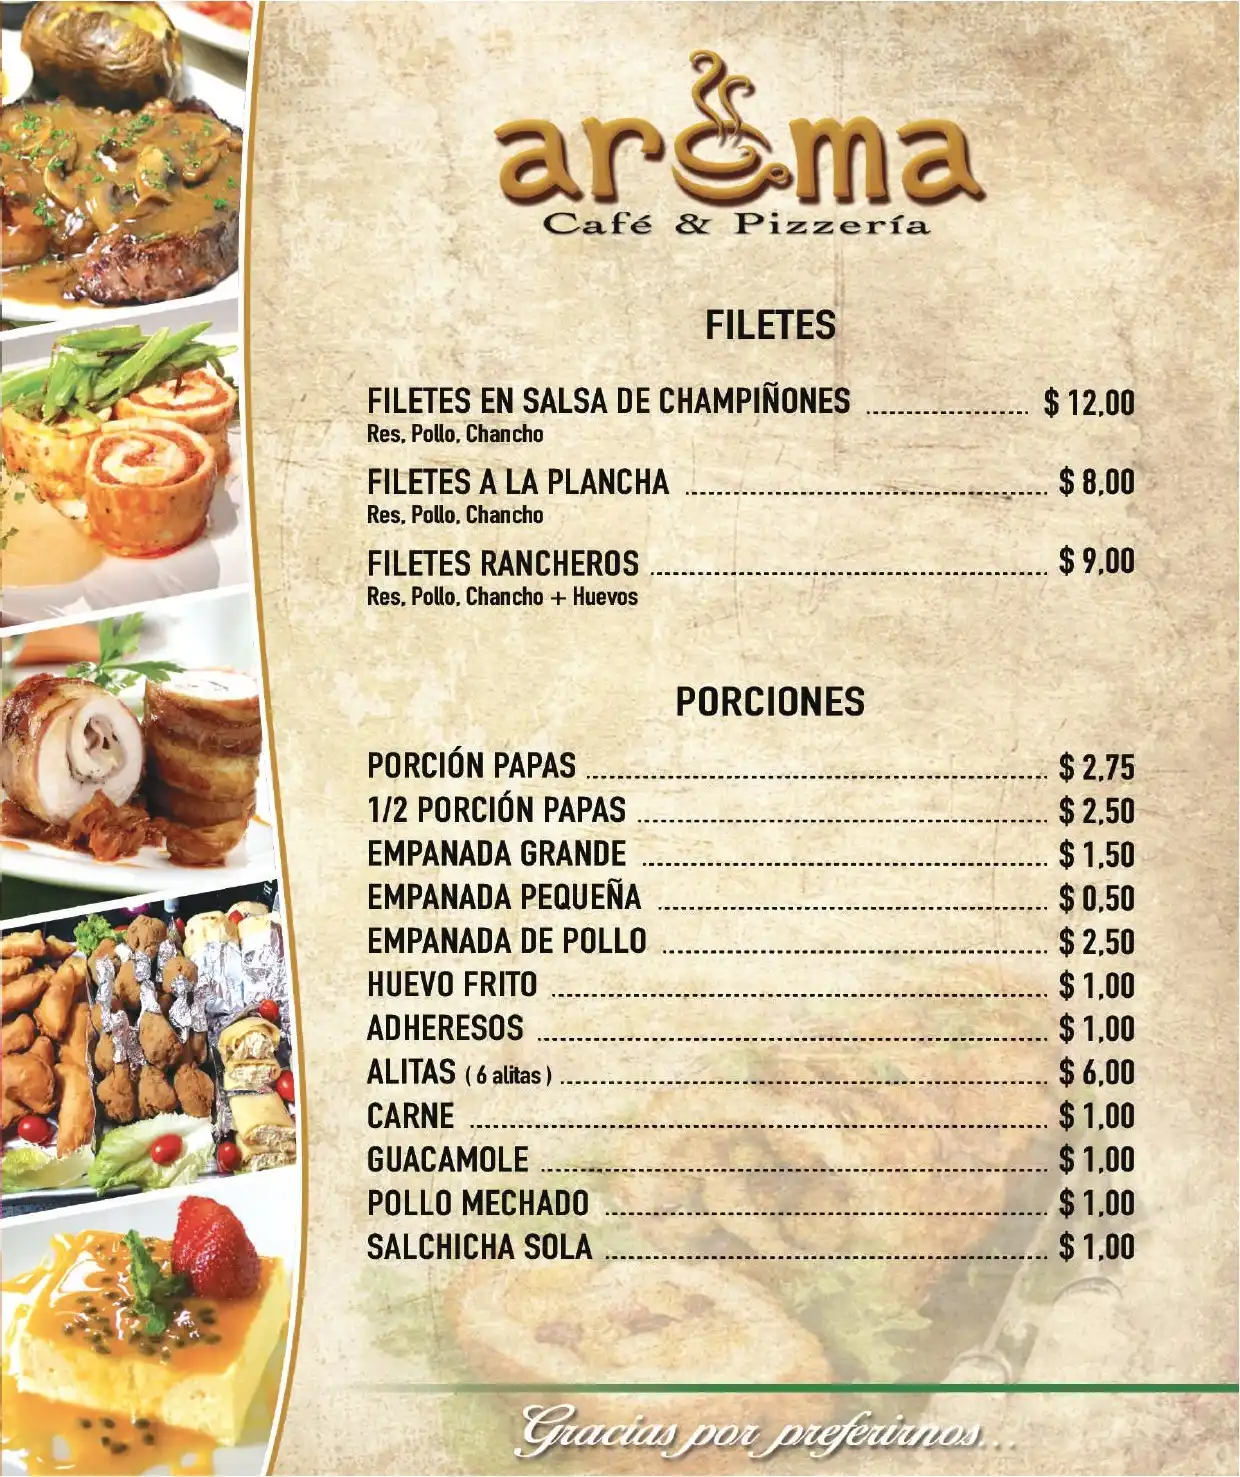 aroma
Café & Pizzería
FILETES
FILETES EN SALSA DE CHAMPIÑONES ........................ $ 12,00
Res, Pollo, Chancho
FILETES A LA PLANCHA ........................ $ 8,00
Res, Pollo, Chancho
FILETES RANCHEROS ........................ $ 9,00
Res, Pollo, Chancho + Huevos
PORCIONES
PORCIÓN PAPAS ........................ $ 2,75
1/2 PORCIÓN PAPAS ........................ $ 2,50
EMPANADA GRANDE ........................ $ 1,50
EMPANADA PEQUEÑA ........................ $ 0,50
EMPANADA DE POLLO ........................ $ 2,50
HUEVO FRITO ........................ $ 1,00
ADHERESOS ........................ $ 1,00
ALITAS ( 6 alitas ) ........................ $ 6,00
CARNE ........................ $ 1,00
GUACAMOLE ........................ $ 1,00
POLLO MECHADO ........................ $ 1,00
SALCHICHA SOLA ........................ $ 1,00
Gracias por preferirnos...